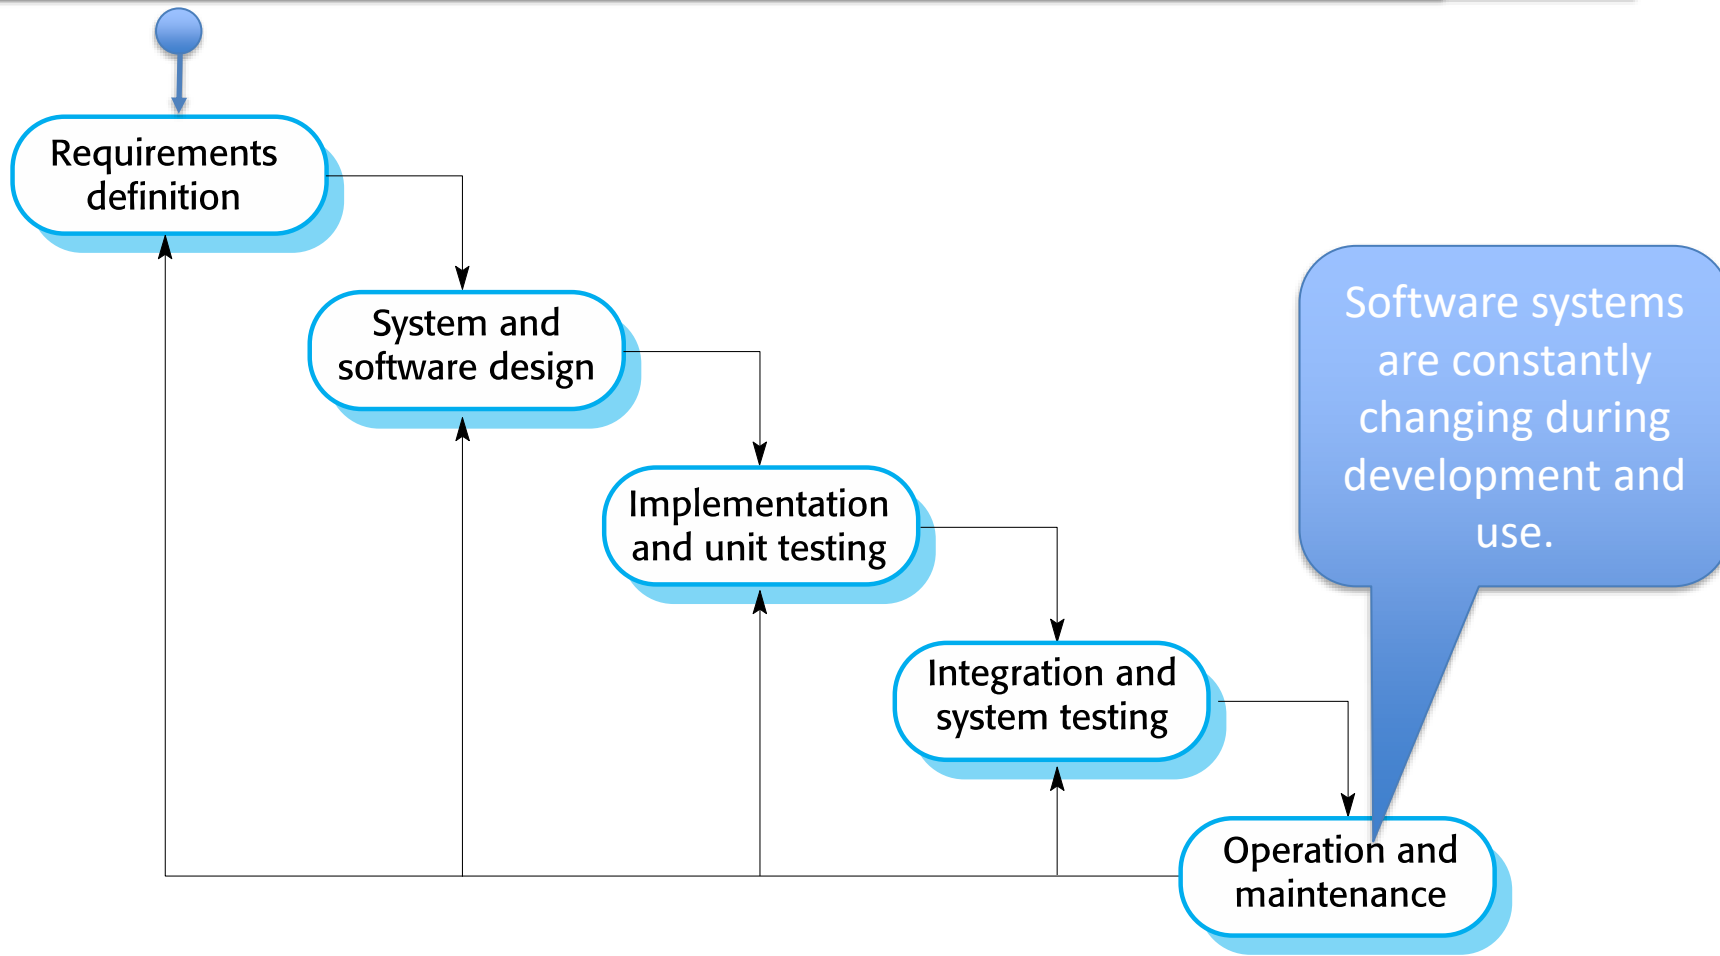 Requirements
definition
System and
software design
Implementation
and unit testing
Integration and
system testing
Operation and
maintenance
Software systems
are constantly
changing during
development and
use.